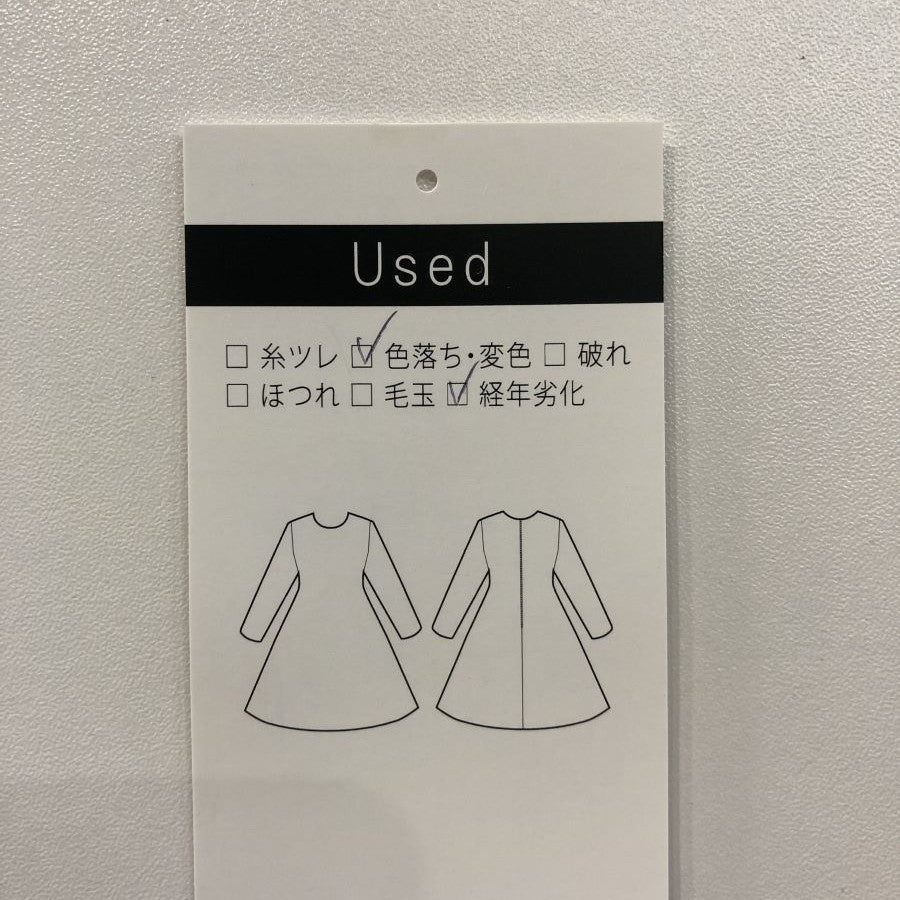 Used
□ 糸ツレ ☑ 色落ち・変色 □ 破れ
□ ほつれ □ 毛玉 ☑ 経年劣化